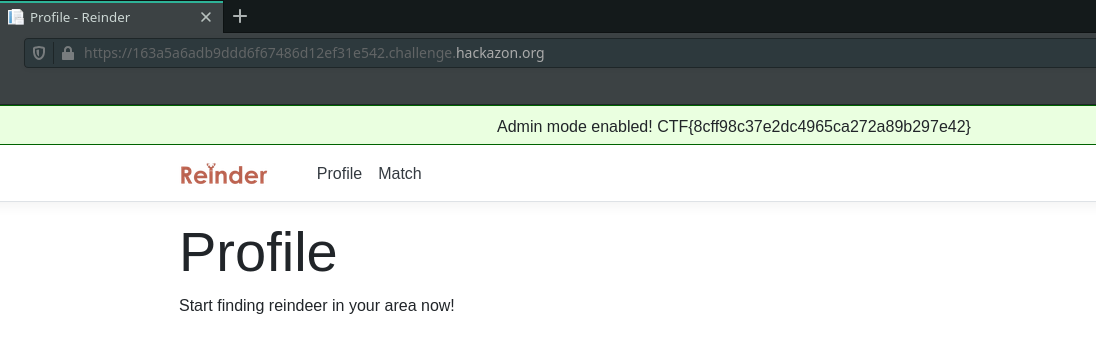 Profile - Reinder
https://163a5a6adb9ddd6f67486d12ef31e542.challenge.hackazon.org
Admin mode enabled! CTF{8cff98c37e2dc4965ca272a89b297e42}
Reinder Profile Match
Profile
Start finding reindeer in your area now!